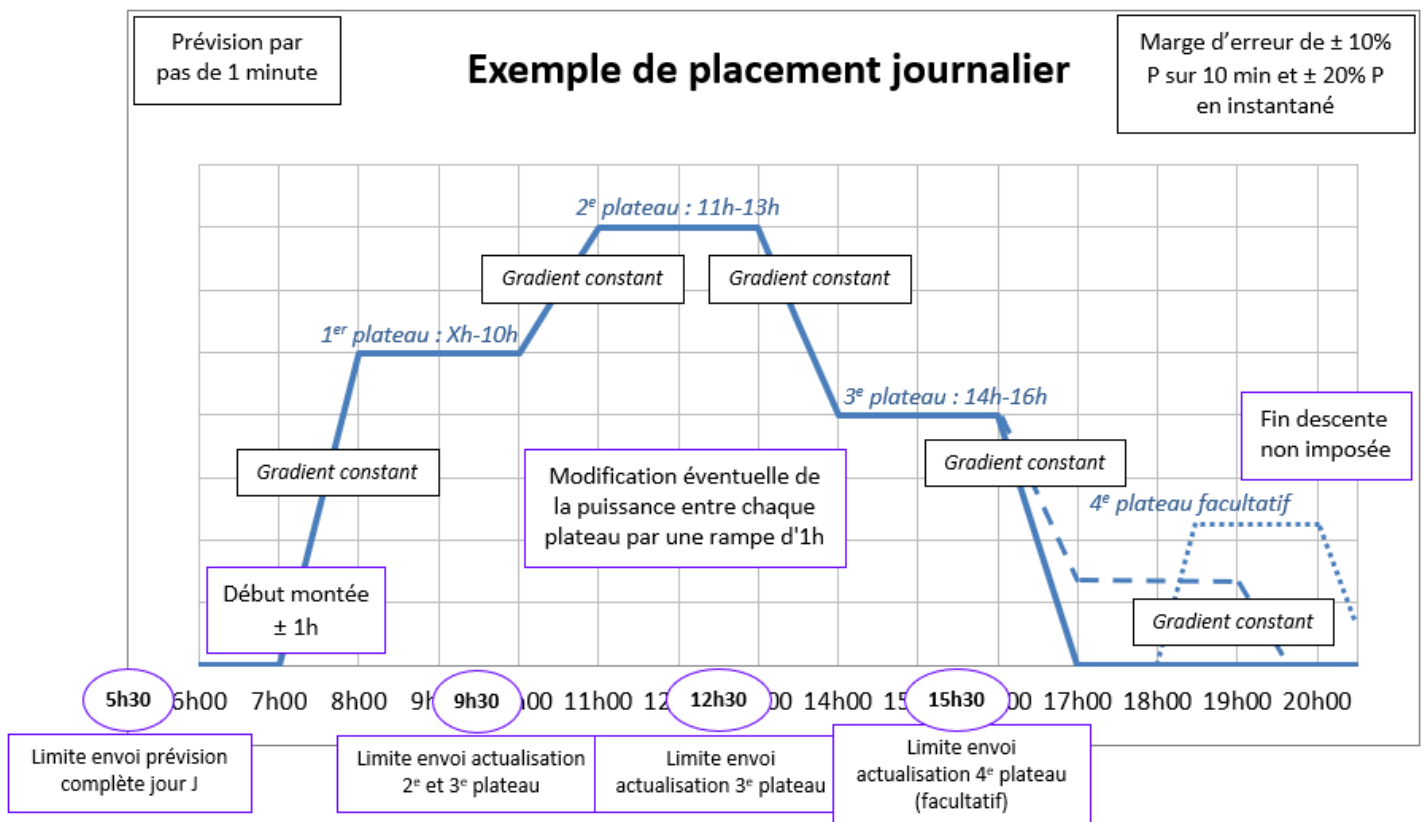 Prévision par
pas de 1 minute
Exemple de placement journalier
Marge d'erreur de ± 10%
P sur 10 min et ± 20% P
en instantané
2e plateau : 11h-13h
Gradient constant
Gradient constant
1er plateau : Xh-10h
3e plateau : 14h-16h
Fin descente
non imposée
Gradient constant
Gradient constant
Modification éventuelle de
la puissance entre chaque
plateau par une rampe d'1h
4e plateau facultatif
Début montée
± 1h
Gradient constant
5h30 6h00 7h00 8h00 9h30 11h00 12h30 14h00 15h30 17h00 18h00 19h00 20h00
Limite envoi prévision
complète jour J
Limite envoi actualisation
2e et 3e plateau
Limite envoi
actualisation 3e plateau
Limite envoi
actualisation 4e plateau
(facultatif)